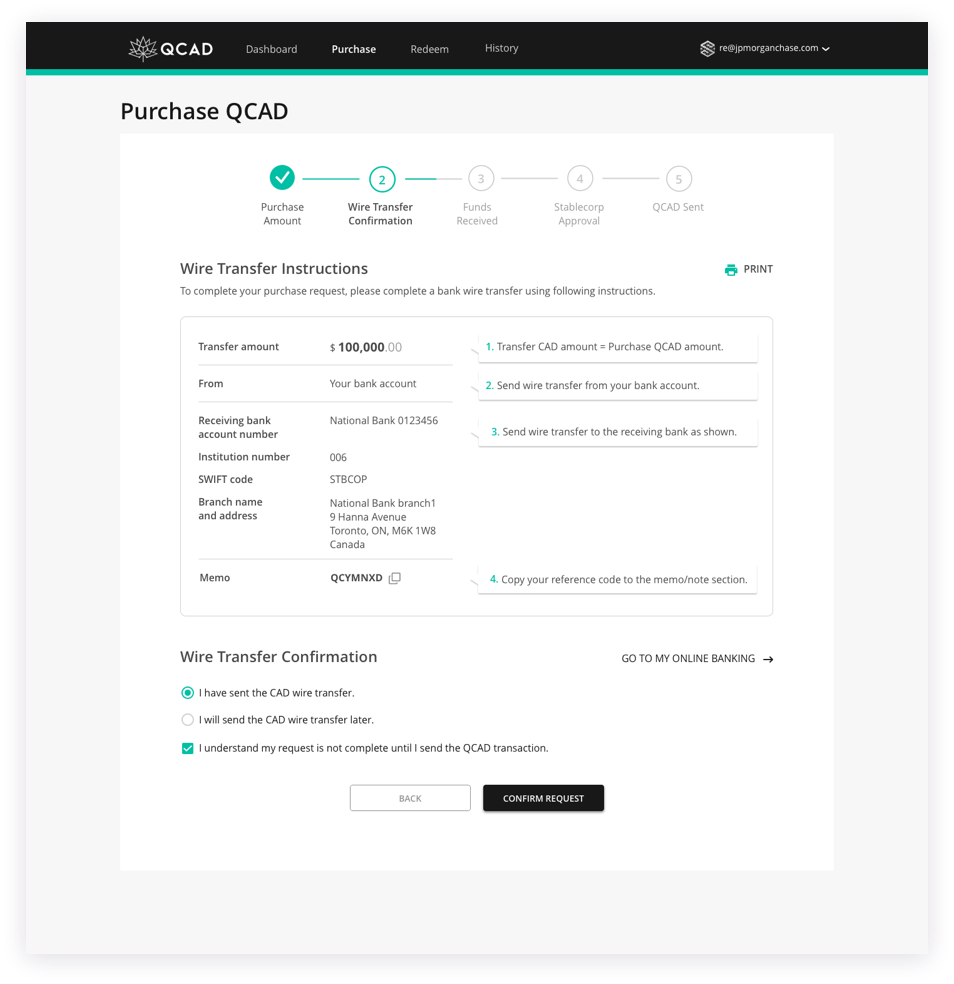 QCAD
Dashboard
Purchase
Redeem
History
re@jpmorganchase.com
Purchase QCAD
2
3
4
5
Purchase
Amount
Wire Transfer
Confirmation
Funds
Received
Stablecorp
Approval
QCAD Sent
Wire Transfer Instructions
PRINT
To complete your purchase request, please complete a bank wire transfer using following instructions.
Transfer amount
$ 100,000.00
1. Transfer CAD amount = Purchase QCAD amount.
From
Your bank account
2. Send wire transfer from your bank account.
Receiving bank
account number
National Bank 0123456
3. Send wire transfer to the receiving bank as shown.
Institution number
006
SWIFT code
STBCOP
Branch name
and address
National Bank branch1
9 Hanna Avenue
Toronto, ON, M6K 1W8
Canada
Memo
QCYMNXD
4. Copy your reference code to the memo/note section.
Wire Transfer Confirmation
GO TO MY ONLINE BANKING
I have sent the CAD wire transfer.
I will send the CAD wire transfer later.
I understand my request is not complete until I send the QCAD transaction.
BACK
CONFIRM REQUEST